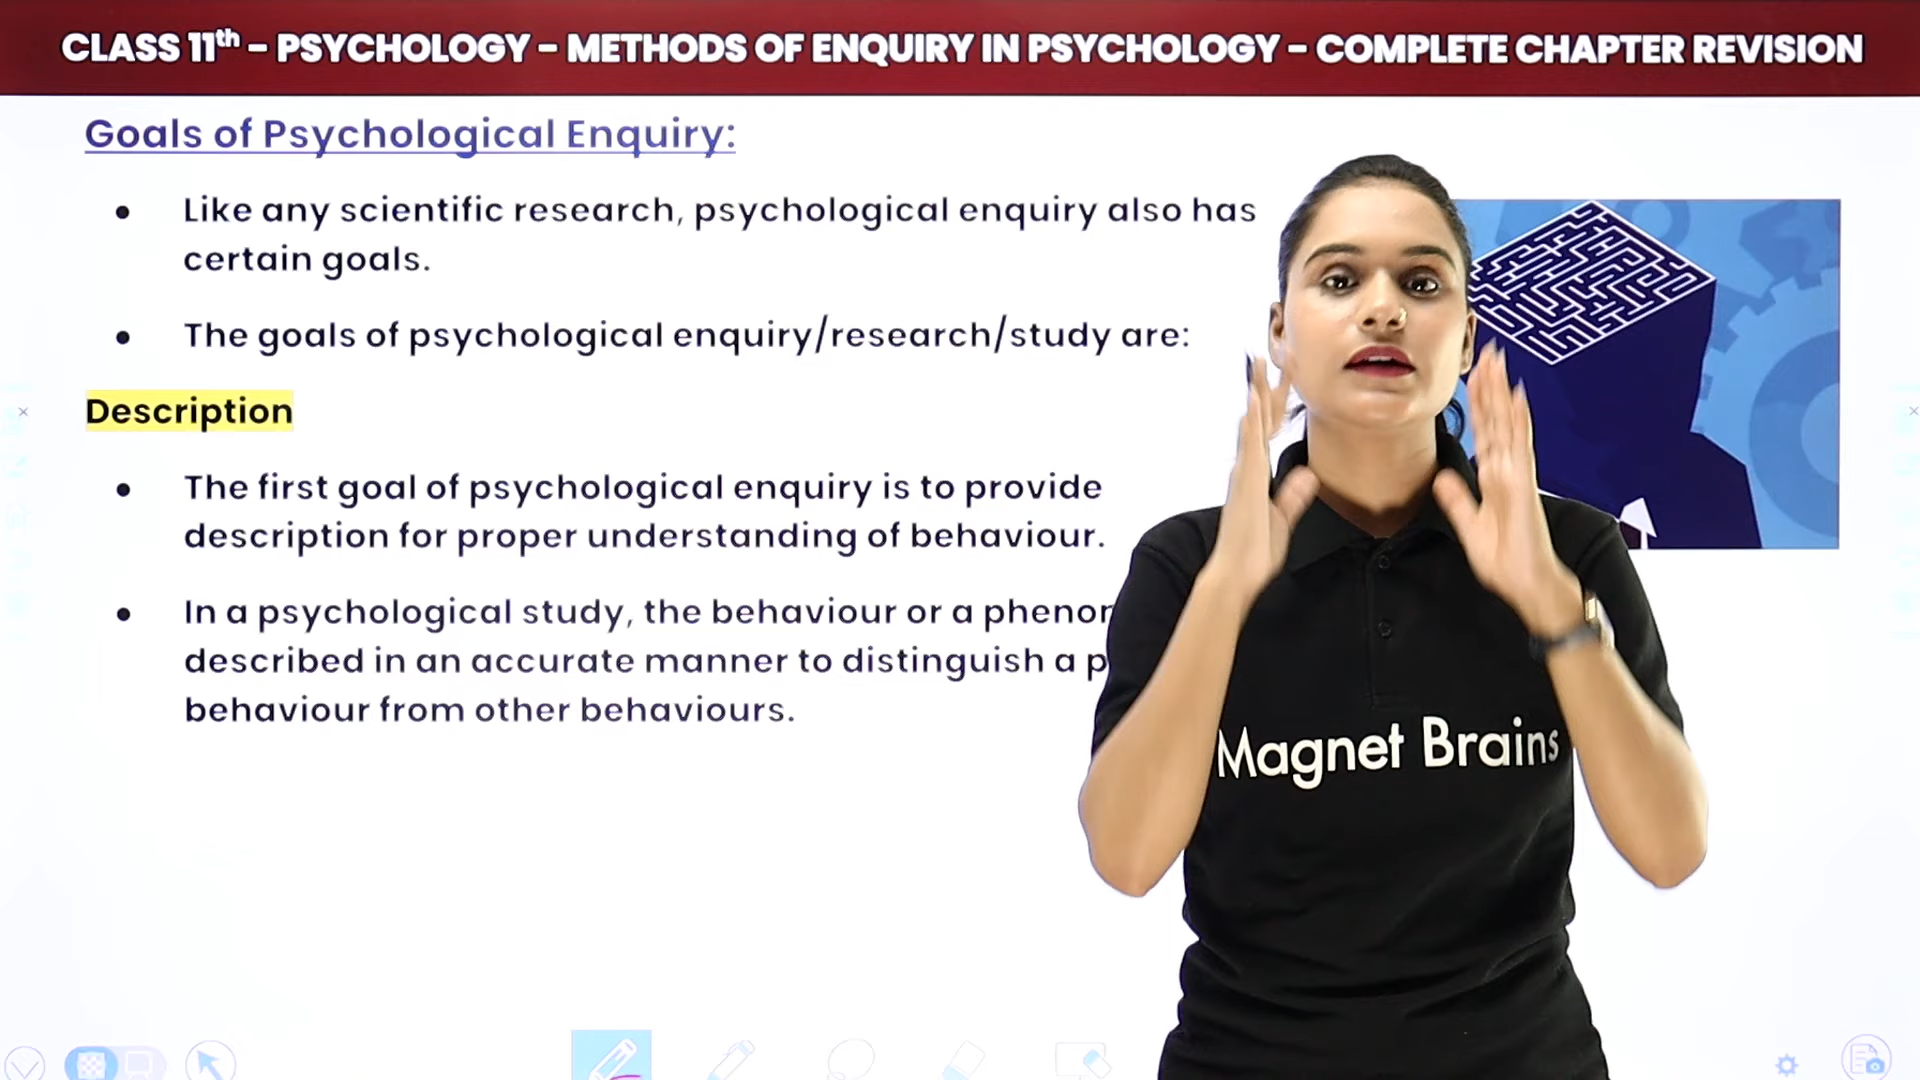 CLASS 11th – PSYCHOLOGY – METHODS OF ENQUIRY IN PSYCHOLOGY – COMPLETE CHAPTER REVISION
Goals of Psychological Enquiry:
• Like any scientific research, psychological enquiry also has
certain goals.
• The goals of psychological enquiry/research/study are:
Description
• The first goal of psychological enquiry is to provide
description for proper understanding of behaviour.
• In a psychological study, the behaviour or a
described in an accurate manner to distinguish a
behaviour from other behaviours.
Magnet Brains